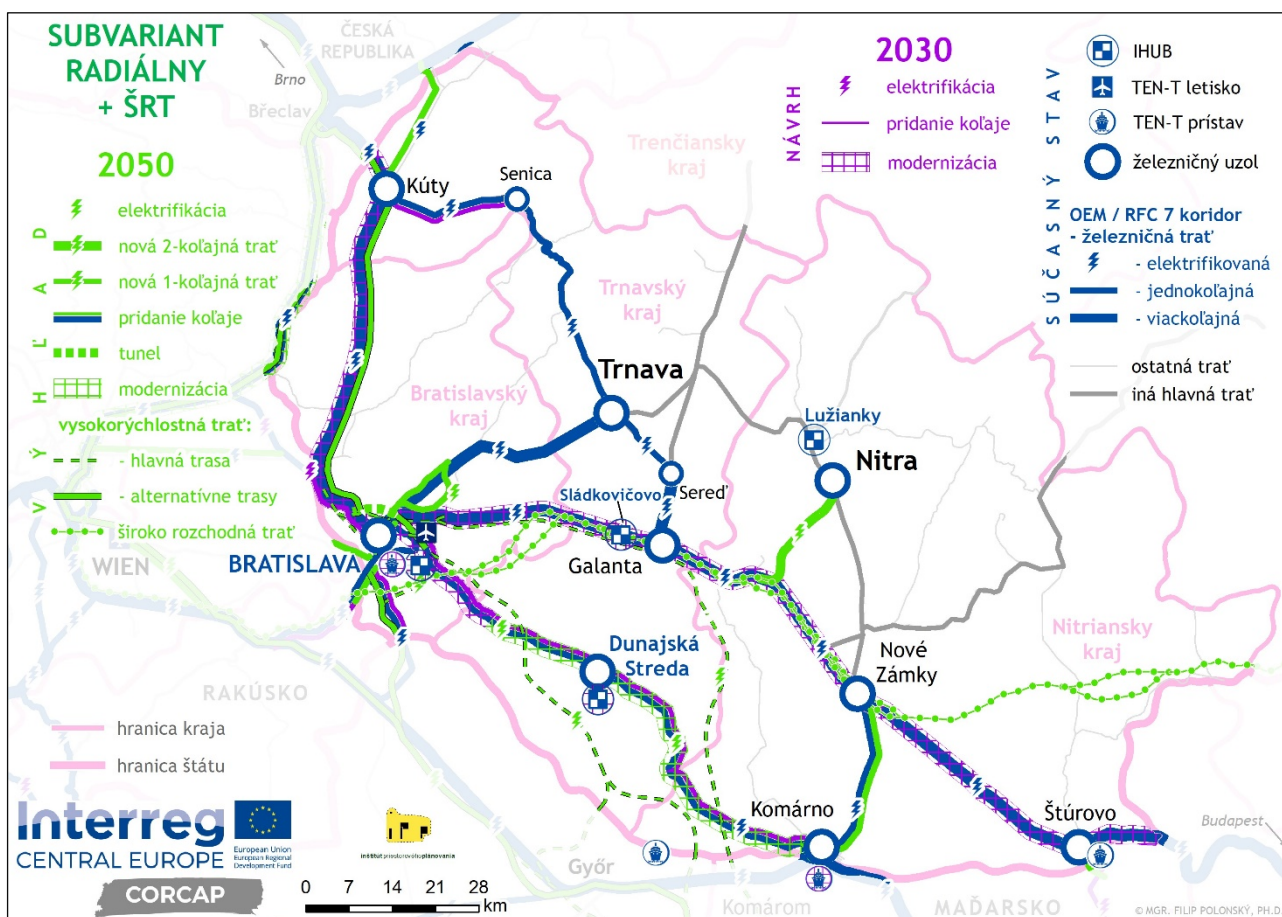 SUBVARIANT
RADIÁLNY
+ ŠRT
2050
VÝHĽAD
elektrifikácia
nová 2-koľajná trať
nová 1-koľajná trať
pridanie koľaje
tunel
modernizácia
vysokorýchlostná trať:
- hlavná trasa
- alternatívne trasy
široko rozchodná trať
2030
NÁVRH
elektrifikácia
pridanie koľaje
modernizácia
SÚČASNÝ STAV
IHUB
TEN-T letisko
TEN-T prístav
železničný uzol
OEM / RFC 7 koridor
- železničná trať
- elektrifikovaná
- jednokoľajná
- viackoľajná
ostatná trať
iná hlavná trať
ČESKÁ
REPUBLIKA
Brno
Břeclav
Kúty
Senica
Trenčiansky
kraj
Trnavský
kraj
Trnava
Bratislavský
kraj
Lužianky
Nitra
Sereď
Sládkovičovo
Galanta
BRATISLAVA
WIEN
Dunajská
Streda
Nové
Zámky
Nitriansky
kraj
RAKÚSKO
Komárno
Štúrovo
Budapest
Győr
Komárom
MAĎARSKO
hranica kraja
hranica štátu
Interreg
CENTRAL EUROPE
European Union
European Regional
Development Fund
CORCAP
inštitút priestorového plánovania
0 7 14 21 28
km
© MGR. FILIP POLONSKÝ, PH.D.